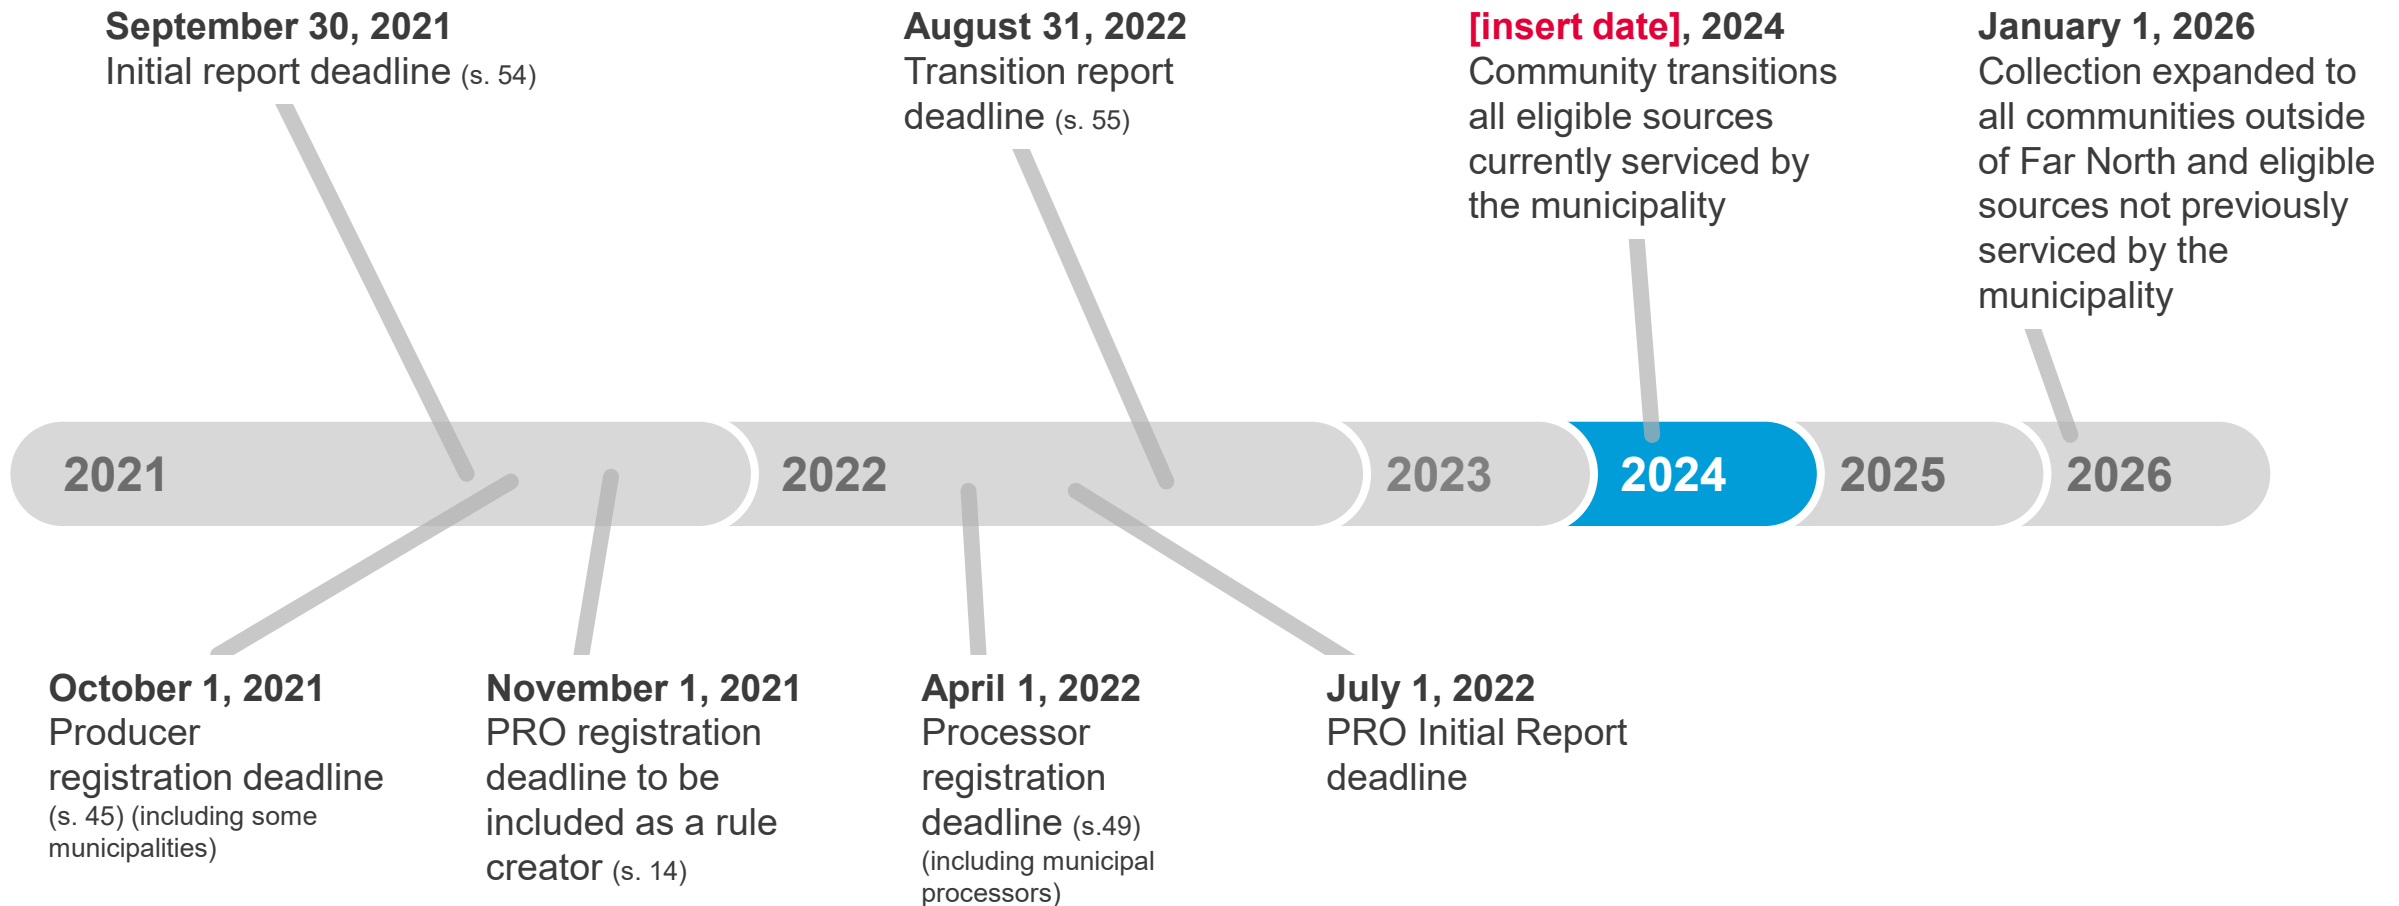 September 30, 2021
Initial report deadline (s. 54)
August 31, 2022
Transition report
deadline (s. 55)
[insert date], 2024
Community transitions
all eligible sources
currently serviced by
the municipality
January 1, 2026
Collection expanded to
all communities outside
of Far North and eligible
sources not previously
serviced by the
municipality
2021
2022
2023
2024
2025
2026
October 1, 2021
Producer
registration deadline
(s. 45) (including some
municipalities)
November 1, 2021
PRO registration
deadline to be
included as a rule
creator (s. 14)
April 1, 2022
Processor
registration
deadline (s.49)
(including municipal
processors)
July 1, 2022
PRO Initial Report
deadline